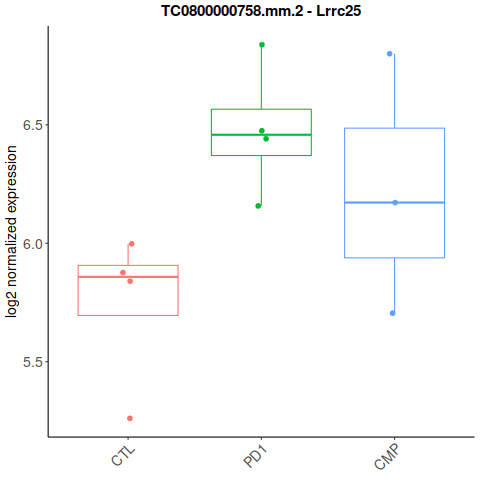 TC0800000758.mm.2 - Lrrc25
log2 normalized expression
6.5
6.0
5.5
CTL
PD1
CMP